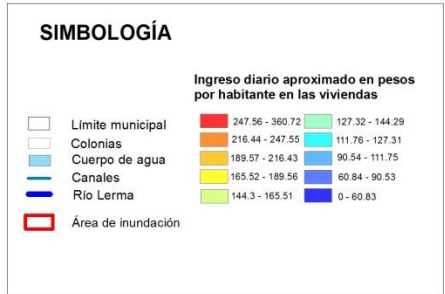 SIMBOLOGÍA
Ingreso diario aproximado en pesos
por habitante en las viviendas
Límite municipal
Colonias
Cuerpo de agua
Canales
Río Lerma
Área de inundación
247.56 - 360.72
216.44 - 247.55
189.57 - 216.43
165.52 - 189.56
144.3 - 165.51
127.32 - 144.29
111.76 - 127.31
90.54 - 111.75
60.84 - 90.53
0 - 60.83